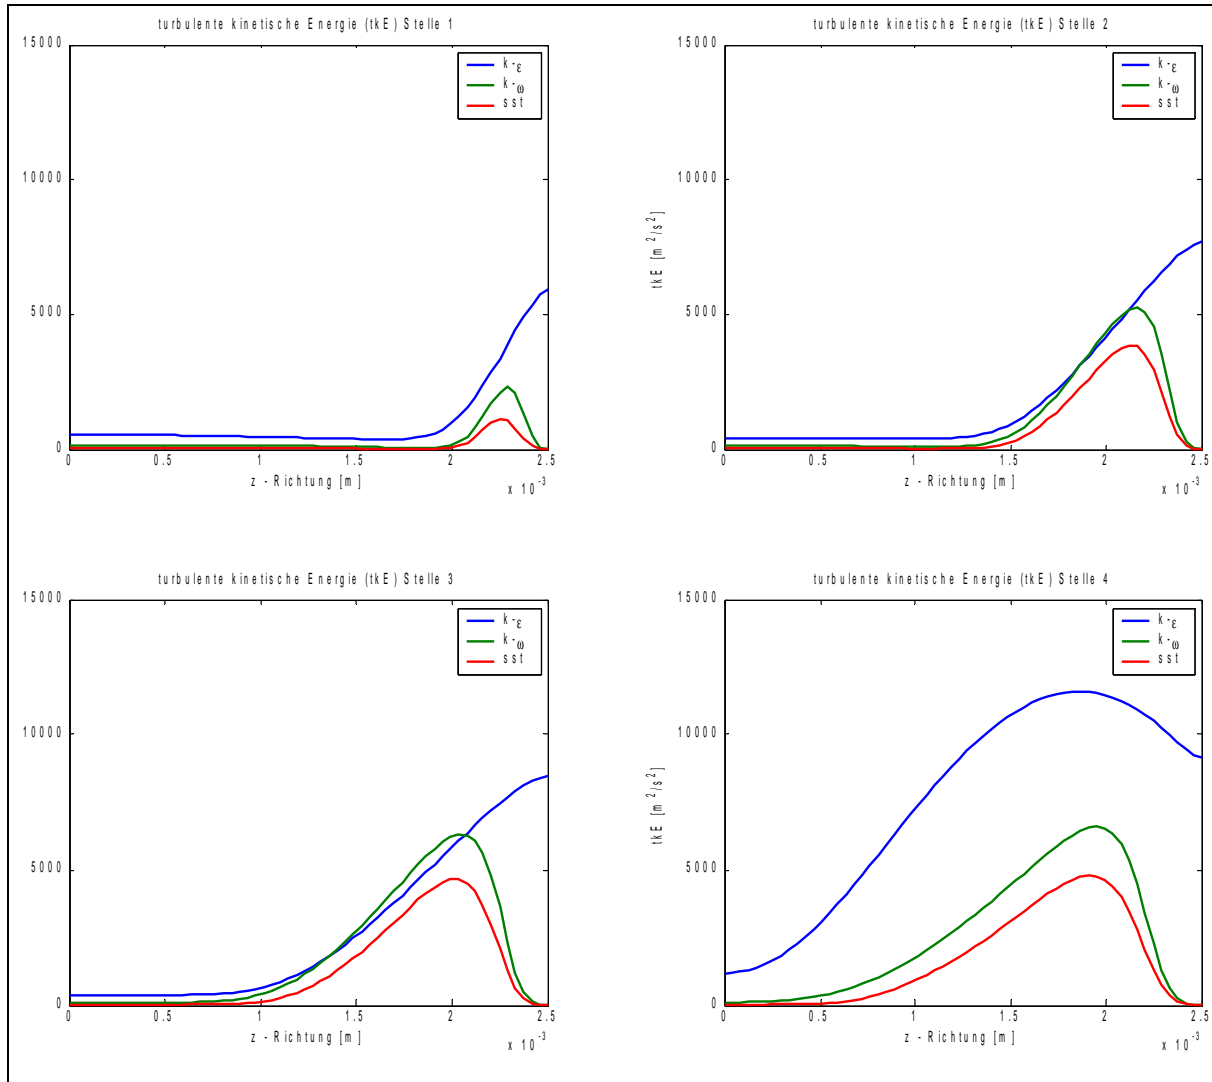 turbulente kinetische Energie (tkE) Stelle 1
15000
10000
5000
0
k-ε
k-ω
sst
0 0.5 1 1.5 2 2.5
z - Richtung [m]
x 10^-3
turbulente kinetische Energie (tkE) Stelle 2
15000
10000
5000
0
tkE [m^2/s^2]
k-ε
k-ω
sst
0 0.5 1 1.5 2 2.5
z - Richtung [m]
x 10^-3
turbulente kinetische Energie (tkE) Stelle 3
15000
10000
5000
0
k-ε
k-ω
sst
0 0.5 1 1.5 2 2.5
z - Richtung [m]
x 10^-3
turbulente kinetische Energie (tkE) Stelle 4
15000
10000
5000
0
tkE [m^2/s^2]
k-ε
k-ω
sst
0 0.5 1 1.5 2 2.5
z - Richtung [m]
x 10^-3